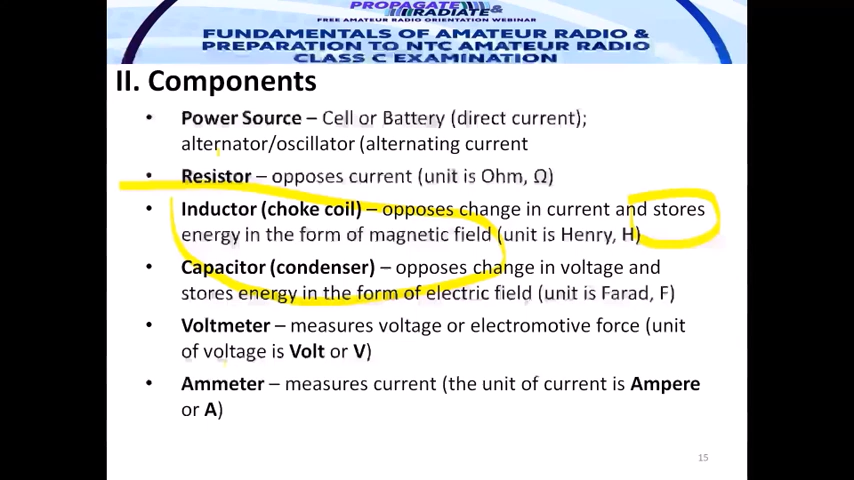 PROPAGATE &
RADIATE
FREE AMATEUR RADIO ORIENTATION WEBINAR
FUNDAMENTALS OF AMATEUR RADIO &
PREPARATION TO NTC AMATEUR RADIO
CLASS C EXAMINATION
II. Components
• Power Source – Cell or Battery (direct current);
alternator/oscillator (alternating current
• Resistor – opposes current (unit is Ohm, Ω)
• Inductor (choke coil) – opposes change in current and stores
energy in the form of magnetic field (unit is Henry, H)
• Capacitor (condenser) – opposes change in voltage and
stores energy in the form of electric field (unit is Farad, F)
• Voltmeter – measures voltage or electromotive force (unit
of voltage is Volt or V)
• Ammeter – measures current (the unit of current is Ampere
or A)
15